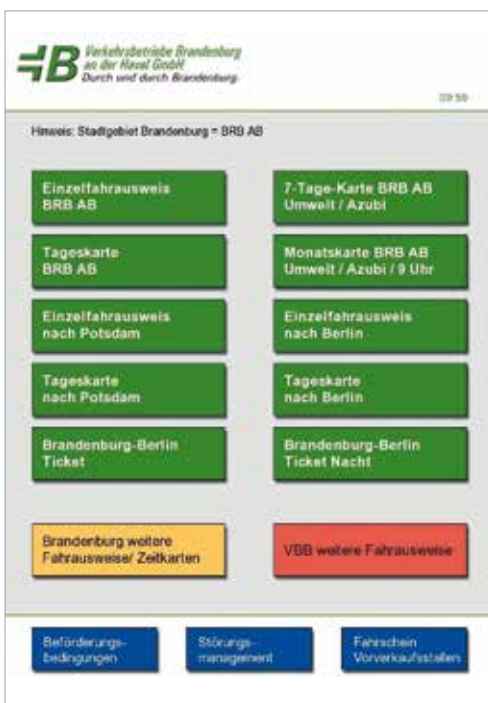 B Verkehrsbetriebe Brandenburg
an der Havel GmbH
Durch und durch Brandenburg.
09:59
Hinweis: Stadtgebiet Brandenburg = BRB AB
Einzelfahrausweis
BRB AB
7-Tage-Karte BRB AB
Umwelt / Azubi
Tageskarte
BRB AB
Monatskarte BRB AB
Umwelt / Azubi / 9 Uhr
Einzelfahrausweis
nach Potsdam
Einzelfahrausweis
nach Berlin
Tageskarte
nach Potsdam
Tageskarte
nach Berlin
Brandenburg-Berlin
Ticket
Brandenburg-Berlin
Ticket Nacht
Brandenburg weitere
Fahrausweise/ Zeitkarten
VBB weitere Fahrausweise
Beförderungs-
bedingungen
Störungs-
management
Fahrschein
Vorverkaufsstellen